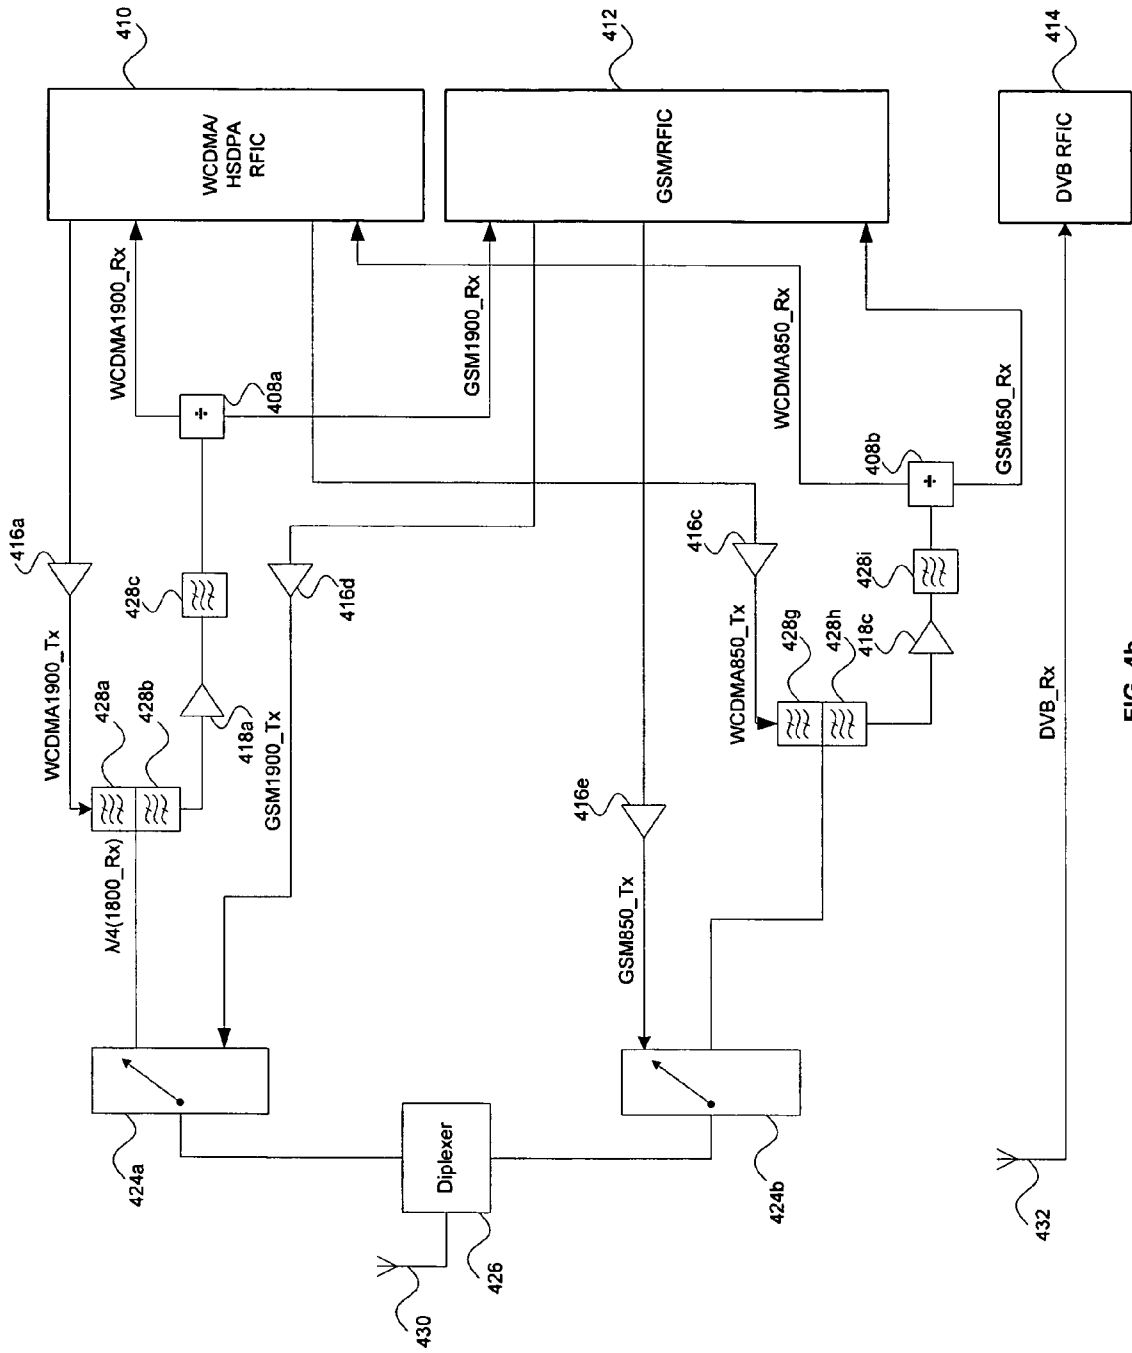 410
WCDMA/
HSDPA
RFIC
412
GSM/RFIC
414
DVB RFIC
WCDMA1900_Rx
GSM1900_Rx
408a
WCDMA850_Rx
GSM850_Rx
408b
÷
÷
416a
428c
416d
416c
428i
WCDMA1900_Tx
428a
428b
418a
GSM1900_Tx
WCDMA850_Tx
428g
428h
418c
DVB_Rx
λ/4(1800_Rx)
416e
GSM850_Tx
424a
Diplexer
424b
426
430
432
FIG. 4b